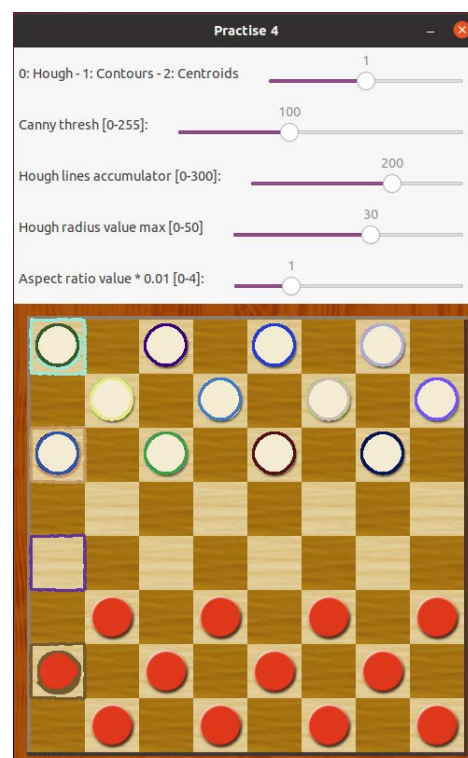 Practise 4
1
0: Hough - 1: Contours - 2: Centroids
100
Canny thresh [0-255]:
200
Hough lines accumulator [0-300]:
30
Hough radius value max [0-50]
1
Aspect ratio value * 0.01 [0-4]: